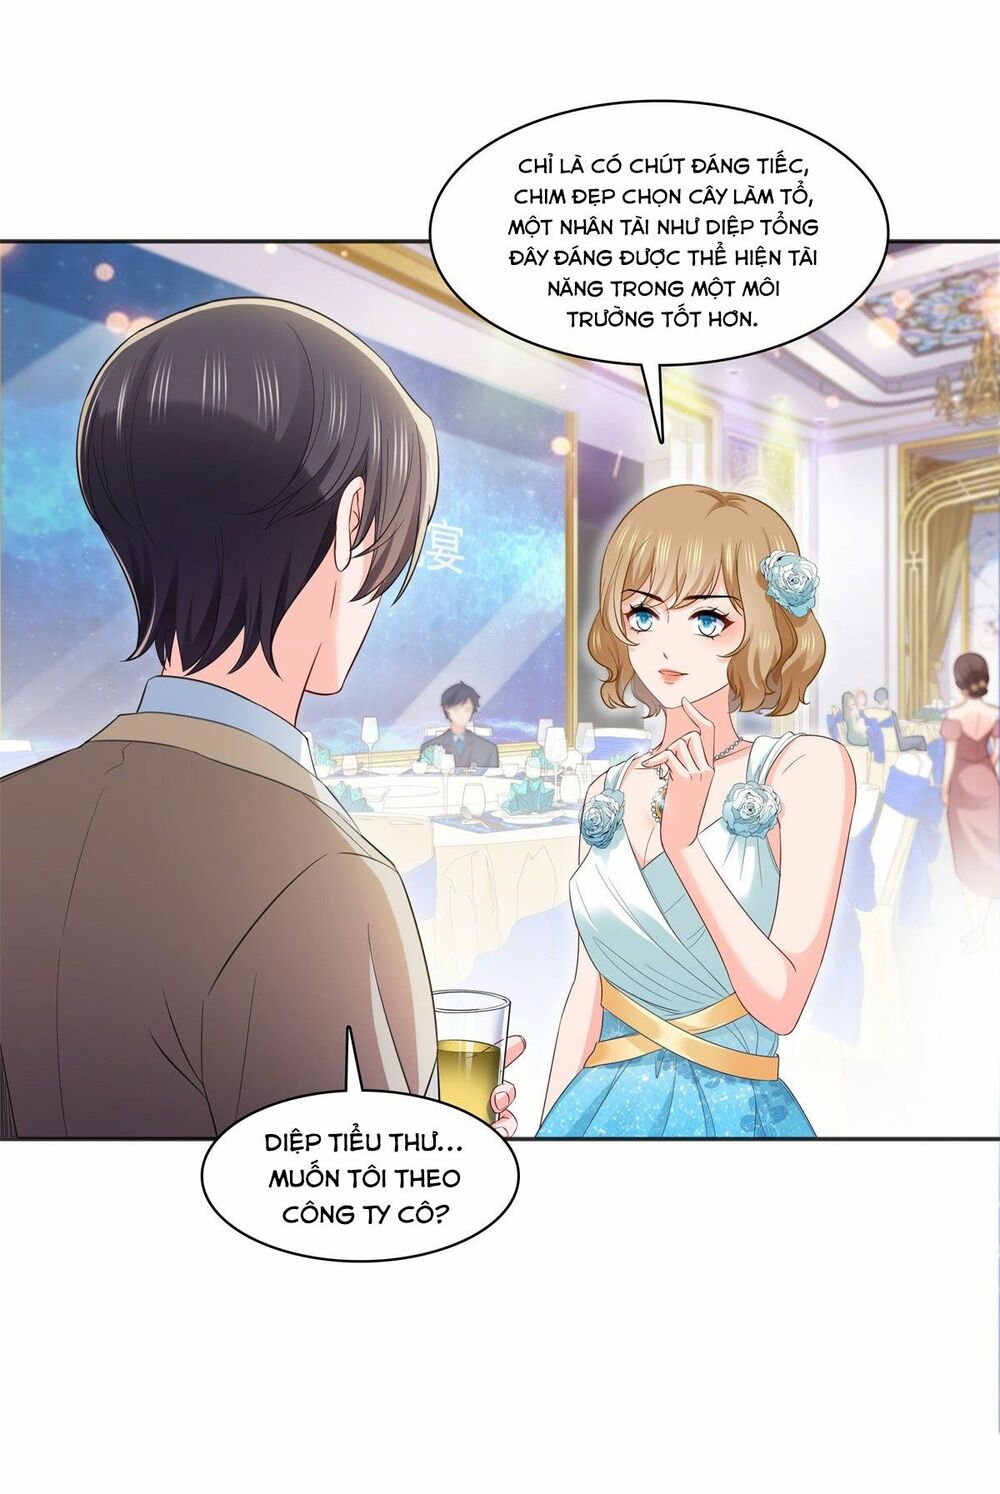 CHỈ LÀ CÓ CHÚT ĐÁNG TIẾC,
CHIM ĐẸP CHỌN CÂY LÀM TỔ,
MỘT NHÂN TÀI NHƯ DIỆP TỔNG
ĐÂY ĐÁNG ĐƯỢC THỂ HIỆN TÀI
NĂNG TRONG MỘT MÔI
TRƯỜNG TỐT HƠN.
宴
DIỆP TIỂU THƯ...
MUỐN TÔI THEO
CÔNG TY CÔ?